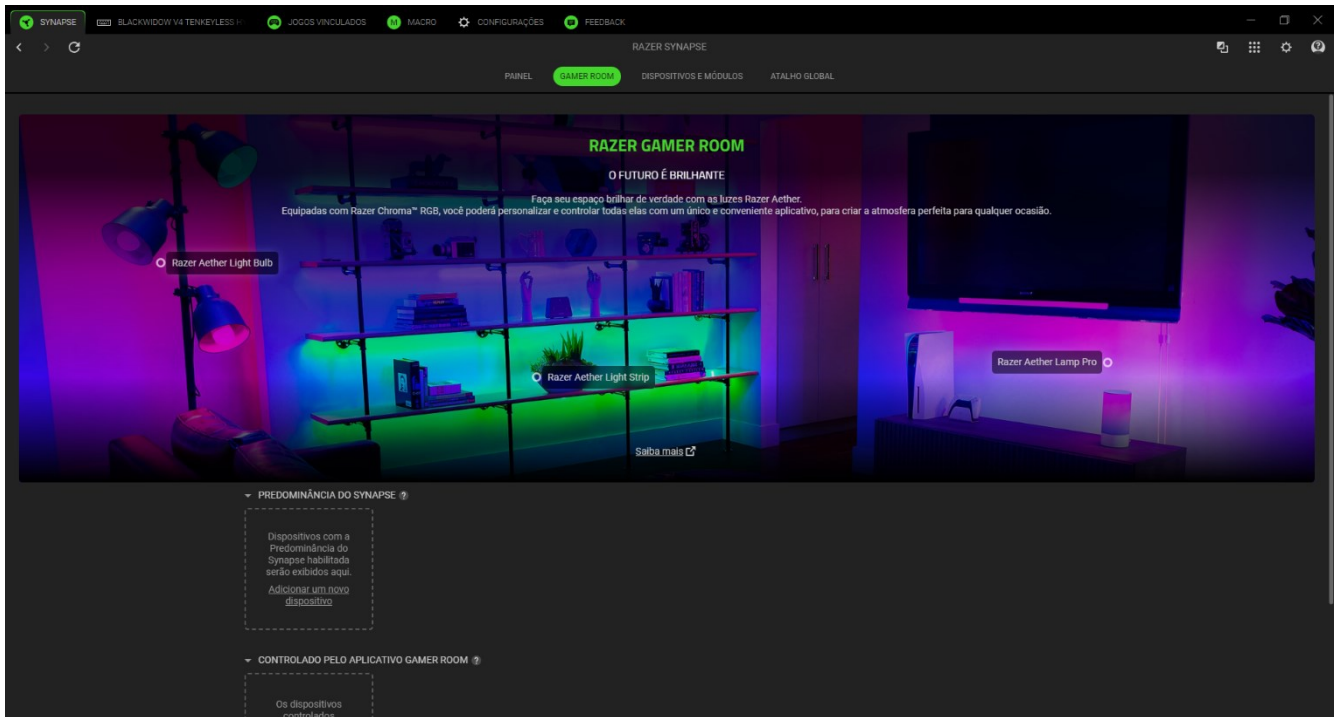 SYNAPSE
BLACKWIDOW V4 TENKEYLESS
JOGOS VINCULADOS
M
MACRO
CONFIGURAÇÕES
FEEDBACK
RAZER SYNAPSE
PAINEL
GAMER ROOM
DISPOSITIVOS E MÓDULOS
ATALHO GLOBAL
RAZER GAMER ROOM
O FUTURO É BRILHANTE
Faça seu espaço brilhar de verdade com as luzes Razer Aether.
Equipadas com Razer Chroma™ RGB, você poderá personalizar e controlar todas elas com um único e conveniente aplicativo, para criar a atmosfera perfeita para qualquer ocasião.
Razer Aether Light Bulb
Razer Aether Light Strip
Razer Aether Lamp Pro
Saiba mais
PREDOMINÂNCIA DO SYNAPSE ?
Dispositivos com a
Predominância do
Synapse habilitada
serão exibidos aqui.
Adicionar um novo
dispositivo
CONTROLADO PELO APLICATIVO GAMER ROOM ?
Os dispositivos
controlados